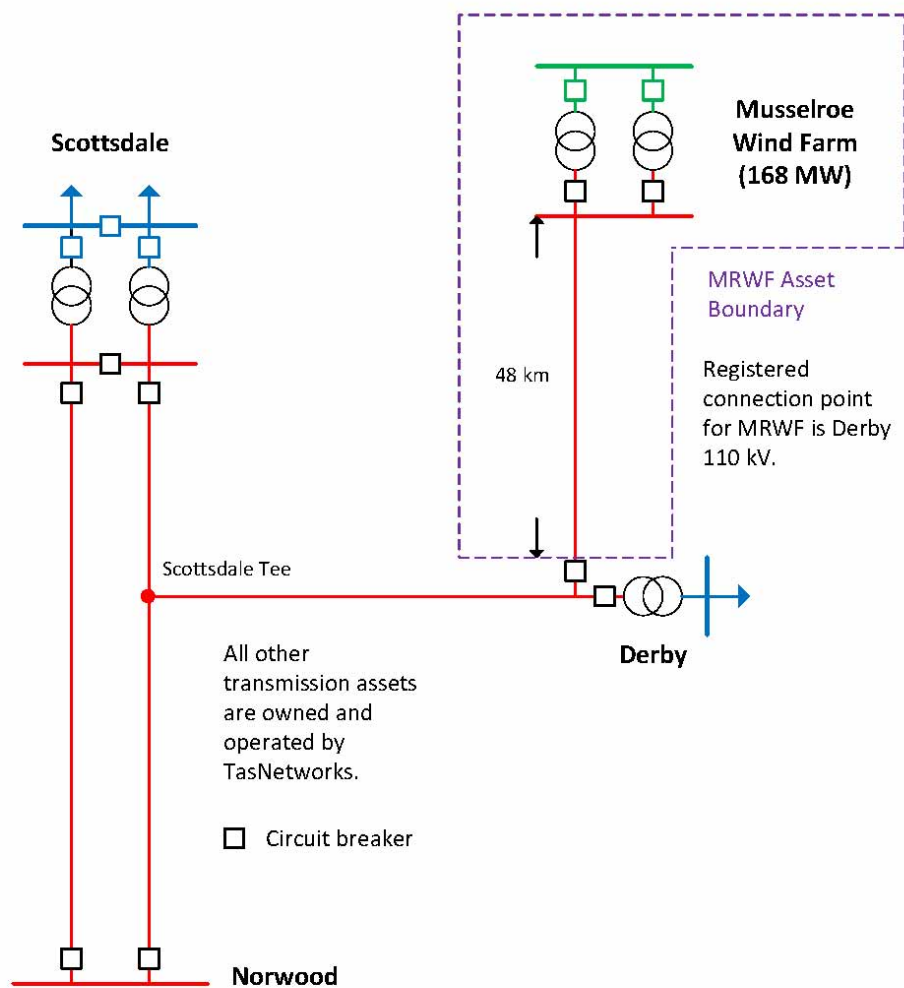 Scottsdale
Musselroe
Wind Farm
(168 MW)
MRWF Asset
Boundary
48 km
Registered
connection point
for MRWF is Derby
110 kV.
Scottsdale Tee
Derby
All other
transmission assets
are owned and
operated by
TasNetworks.
Circuit breaker
Norwood